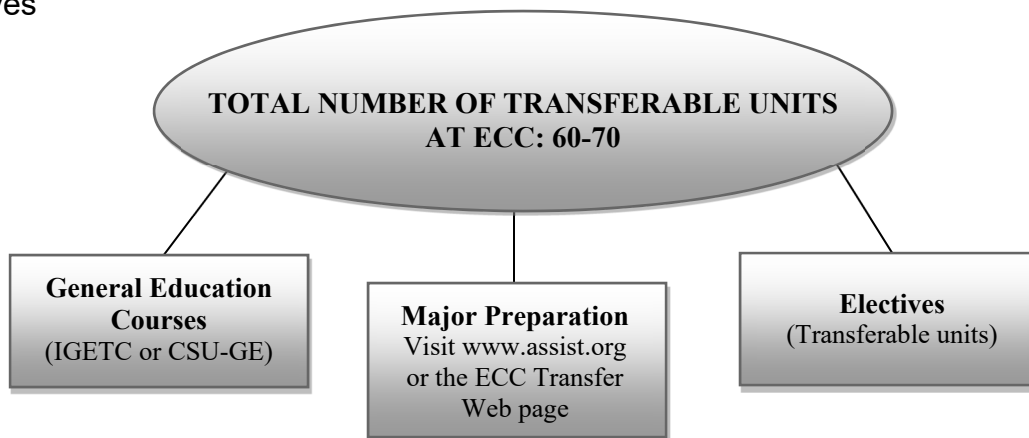 TOTAL NUMBER OF TRANSFERABLE UNITS
AT ECC: 60-70
General Education
Courses
(IGETC or CSU-GE)
Major Preparation
Visit www.assist.org
or the ECC Transfer
Web page
Electives
(Transferable units)